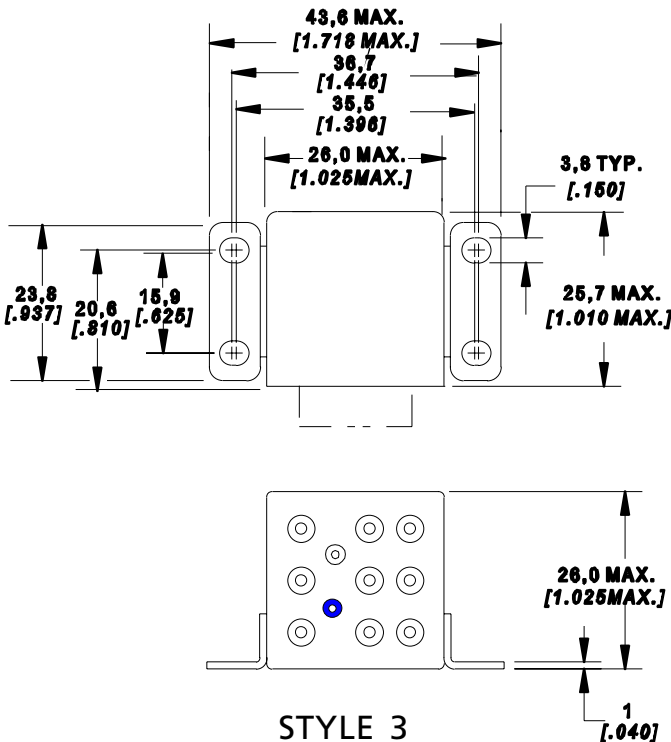 43,6 MAX.
[1.718 MAX.]
36,7
[1.446]
35,5
[1.396]
26,0 MAX.
[1.025MAX.]
3,8 TYP.
[.150]
23,8
[.937]
20,6
[.810]
15,9
[.625]
25,7 MAX.
[1.010 MAX.]
26,0 MAX.
[1.025MAX.]
1
[.040]
STYLE 3